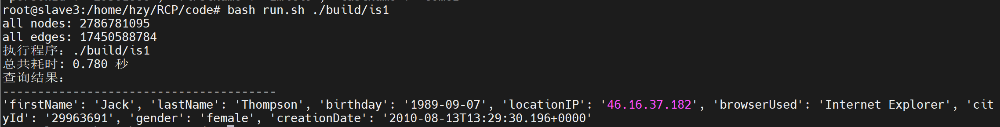 root@slave3:/home/hzy/RCP/code# bash run.sh ./build/is1
all nodes: 2786781095
all edges: 17450588784
执行程序: ./build/is1
总共耗时: 0.780 秒
查询结果:
---------------------------------------
'firstName': 'Jack', 'lastName': 'Thompson', 'birthday': '1989-09-07', 'locationIP': '46.16.37.182', 'browserUsed': 'Internet Explorer', 'cit
yId': '29963691', 'gender': 'female', 'creationDate': '2010-08-13T13:29:30.196+0000'